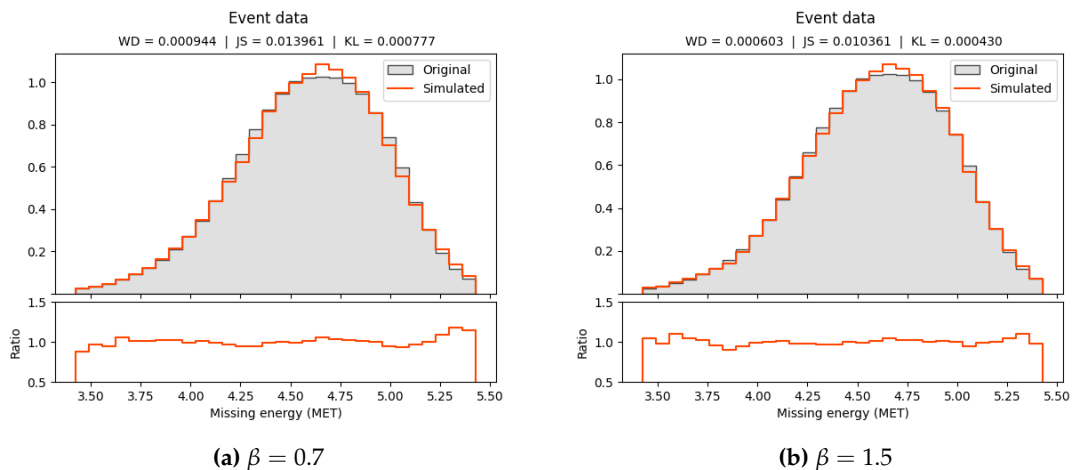 Event data
WD = 0.000944 | JS = 0.013961 | KL = 0.000777
Original
Simulated
1.0
0.8
0.6
0.4
0.2
1.5
1.0
0.5
Ratio
3.50 3.75 4.00 4.25 4.50 4.75 5.00 5.25 5.50
Missing energy (MET)
(a) β = 0.7
Event data
WD = 0.000603 | JS = 0.010361 | KL = 0.000430
Original
Simulated
1.0
0.8
0.6
0.4
0.2
1.5
1.0
0.5
Ratio
3.50 3.75 4.00 4.25 4.50 4.75 5.00 5.25 5.50
Missing energy (MET)
(b) β = 1.5